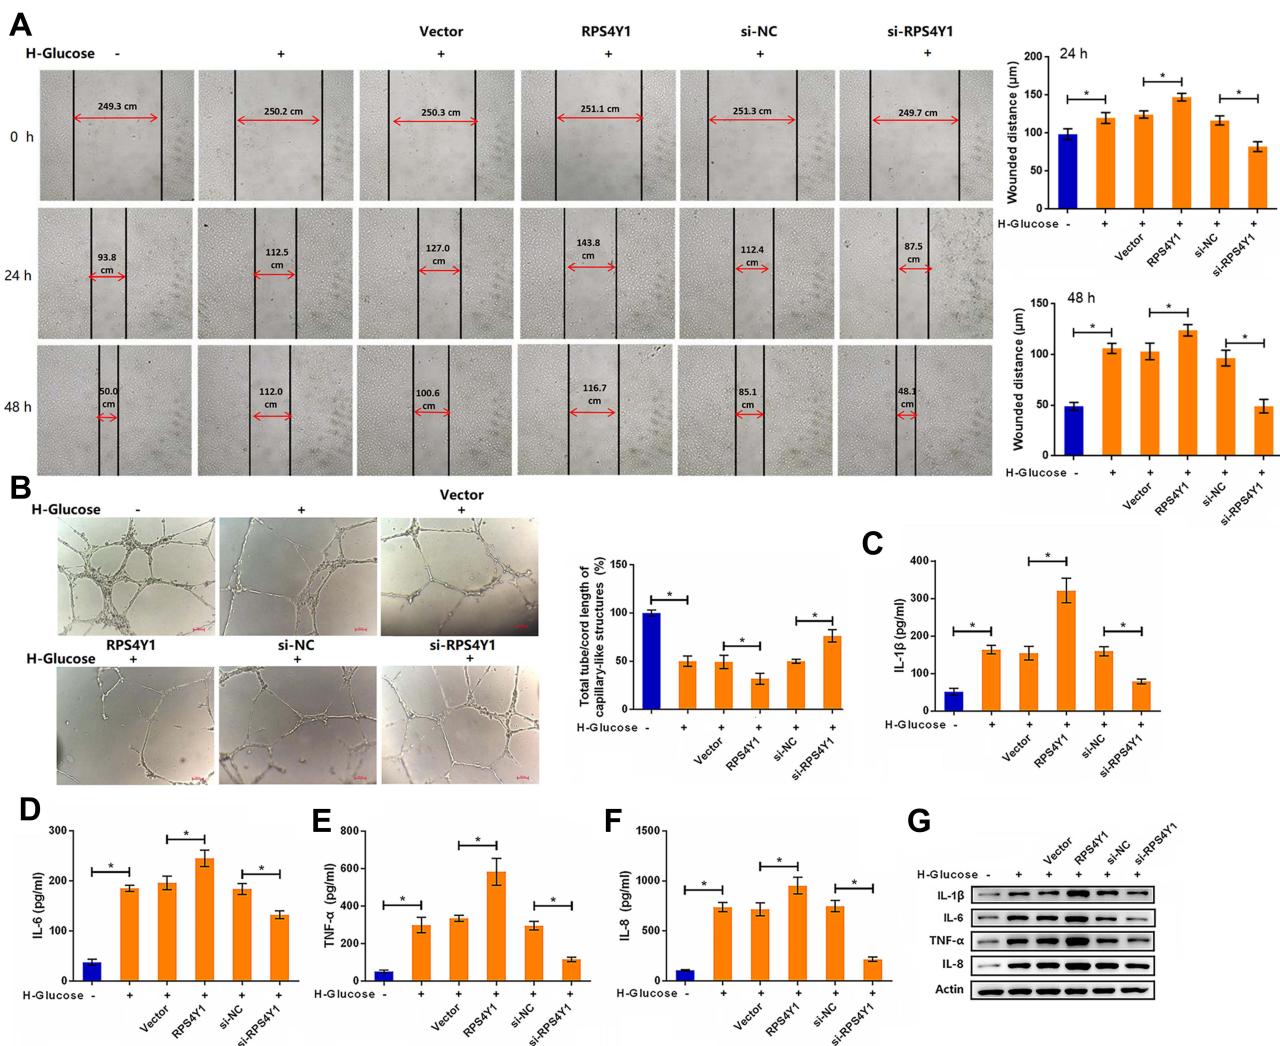 A
Vector RPS4Y1 si-NC si-RPS4Y1
H-Glucose - + + + + +
0 h
249.3 cm 250.2 cm 250.3 cm 251.1 cm 251.3 cm 249.7 cm
24 h
93.8 cm 112.5 cm 127.0 cm 143.8 cm 112.4 cm 87.5 cm
48 h
50.0 cm 112.0 cm 100.6 cm 116.7 cm 85.1 cm 48.1 cm
24 h
Wounded distance (μm)
200
150
100
50
0
* * *
H-Glucose - + + + + +
Vector RPS4Y1 si-NC si-RPS4Y1
48 h
Wounded distance (μm)
150
100
50
0
* * *
H-Glucose - + + + + +
Vector RPS4Y1 si-NC si-RPS4Y1
B
Vector
H-Glucose - + +
RPS4Y1 si-NC si-RPS4Y1
H-Glucose + + +
Total tube/cord length of
capillary-like structures (%)
150
100
50
0
* * * 
H-Glucose - + + + + +
Vector RPS4Y1 si-NC si-RPS4Y1
C
IL-1β (pg/ml)
400
300
200
100
0
* * *
H-Glucose - + + + + +
Vector RPS4Y1 si-NC si-RPS4Y1
D
IL-6 (pg/ml)
300
200
100
0
* * *
H-Glucose - + + + + +
Vector RPS4Y1 si-NC si-RPS4Y1
E
TNF-α (pg/ml)
800
600
400
200
0
* * *
H-Glucose - + + + + +
Vector RPS4Y1 si-NC si-RPS4Y1
F
IL-8 (pg/ml)
1500
1000
500
0
* * *
H-Glucose - + + + + +
Vector RPS4Y1 si-NC si-RPS4Y1
G
Vector RPS4Y1 si-NC si-RPS4Y1
H-Glucose - + + + + +
IL-1β
IL-6
TNF-α
IL-8
Actin